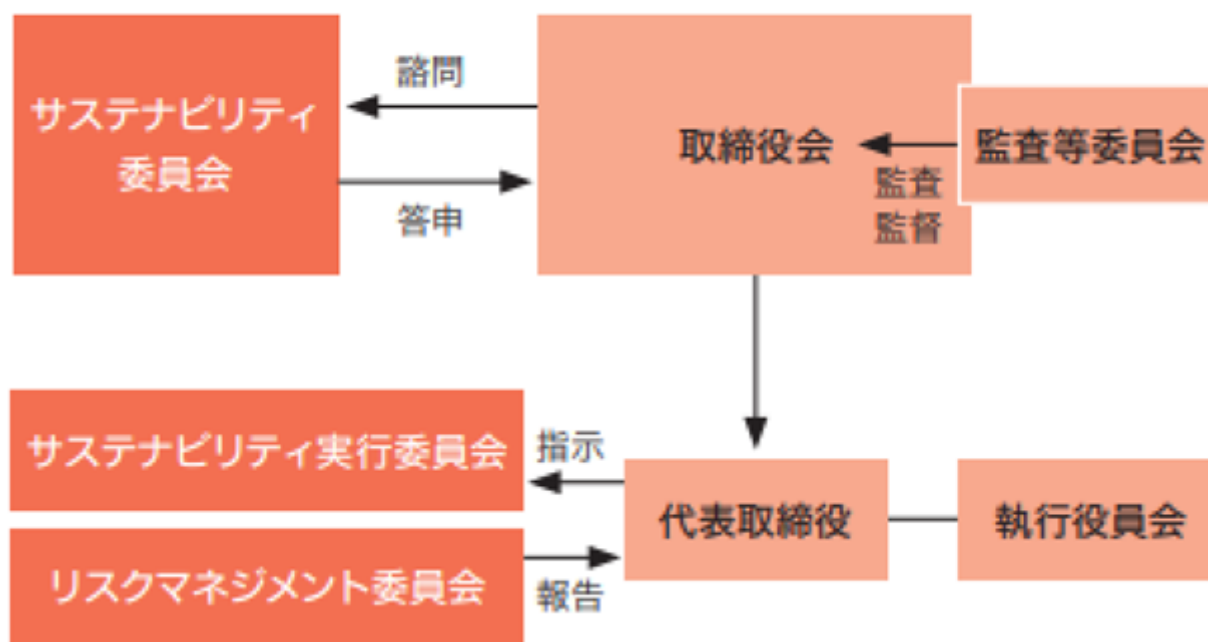 サステナビリティ
委員会
諮問
答申
取締役会
監査等委員会
監査
監督
サステナビリティ実行委員会
指示
リスクマネジメント委員会
報告
代表取締役
執行役員会